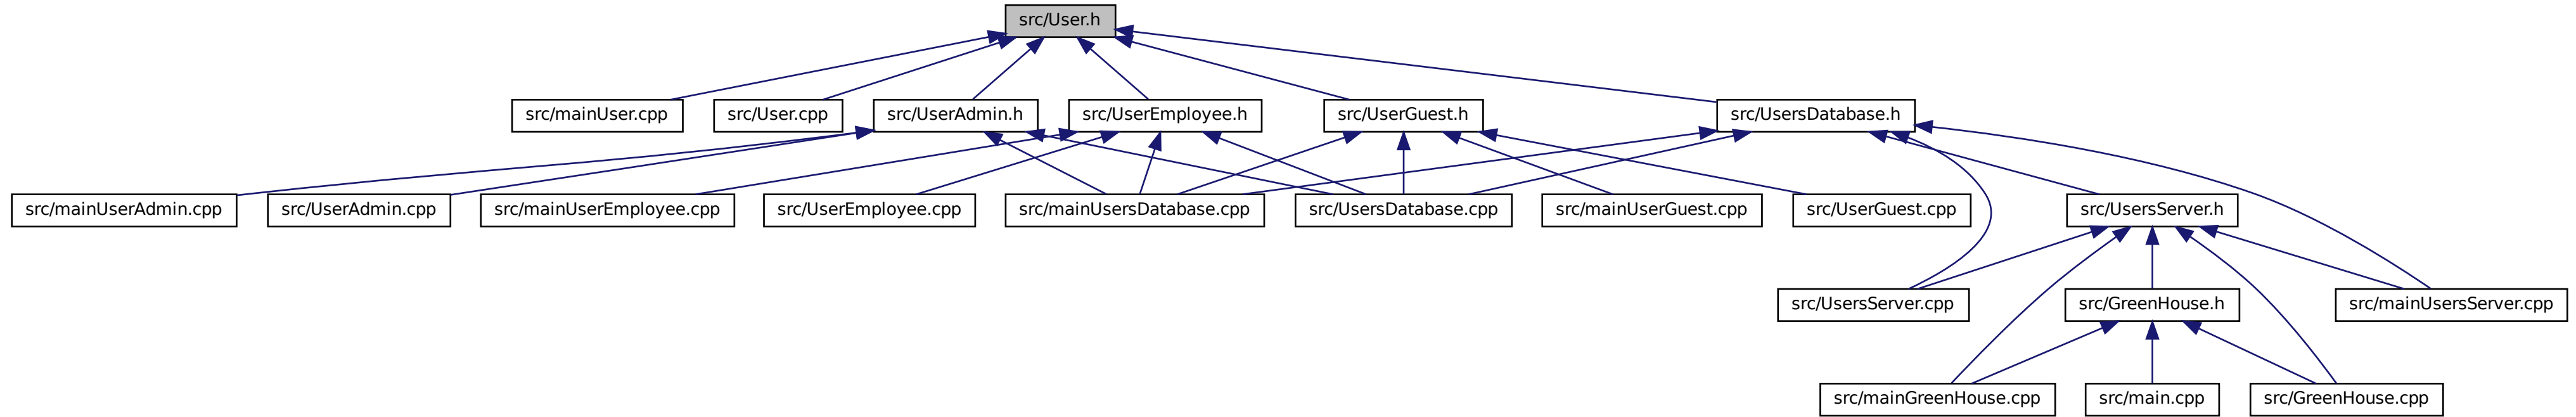 src/User.h
src/mainUser.cpp
src/User.cpp
src/UserAdmin.h
src/UserEmployee.h
src/UserGuest.h
src/UsersDatabase.h
src/mainUserAdmin.cpp
src/UserAdmin.cpp
src/mainUserEmployee.cpp
src/UserEmployee.cpp
src/mainUsersDatabase.cpp
src/UsersDatabase.cpp
src/mainUserGuest.cpp
src/UserGuest.cpp
src/UsersServer.h
src/UsersServer.cpp
src/GreenHouse.h
src/mainUsersServer.cpp
src/mainGreenHouse.cpp
src/main.cpp
src/GreenHouse.cpp